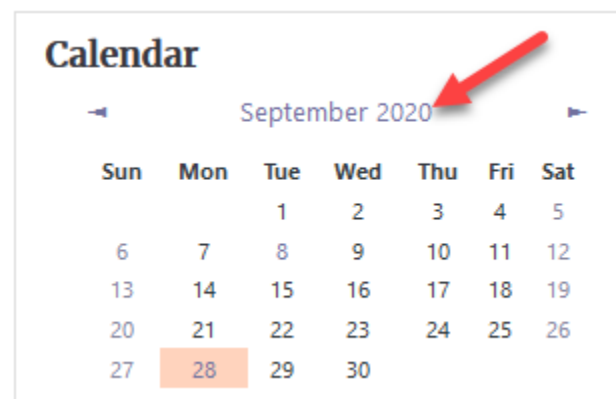 Calendar
◄ September 2020 ►
Sun Mon Tue Wed Thu Fri Sat
1 2 3 4 5
6 7 8 9 10 11 12
13 14 15 16 17 18 19
20 21 22 23 24 25 26
27 28 29 30